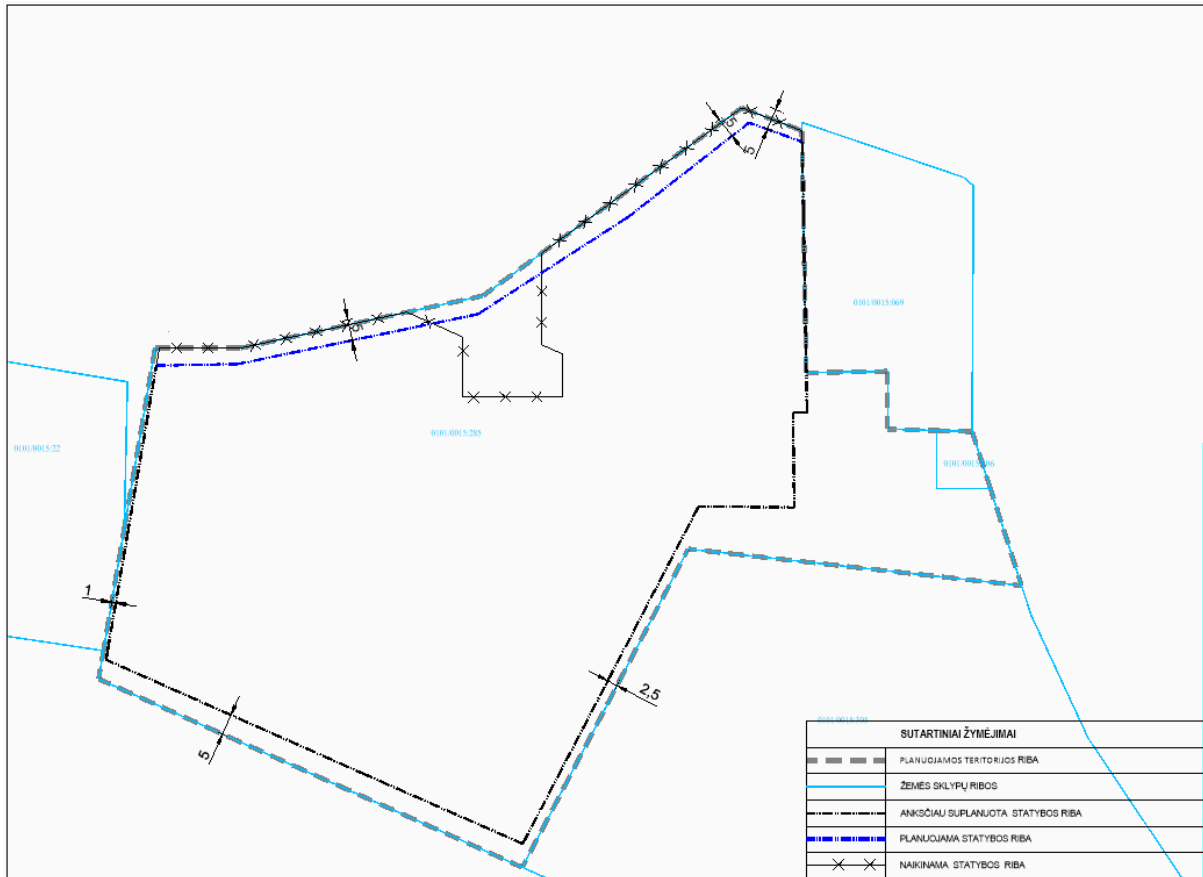 5
5
0101/0015:069
5
0101/0015:285
0101/0015:22
1
2,5
5
SUTARTINIAI ŽYMĖJIMAI
PLANUOJAMOS TERITORIJOS RIBA
ŽEMĖS SKLYPŲ RIBOS
ANKSČIAU SUPLANUOTA STATYBOS RIBA
PLANUOJAMA STATYBOS RIBA
NAIKINAMA STATYBOS RIBA